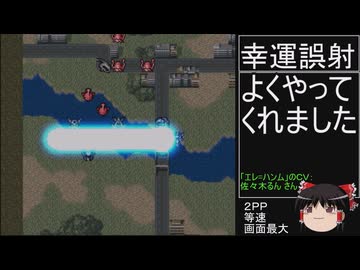 幸運誤射
よくやって
くれました
「エレ=ハンム」のCV:
佐々木るん さん
2PP
等速
画面最大